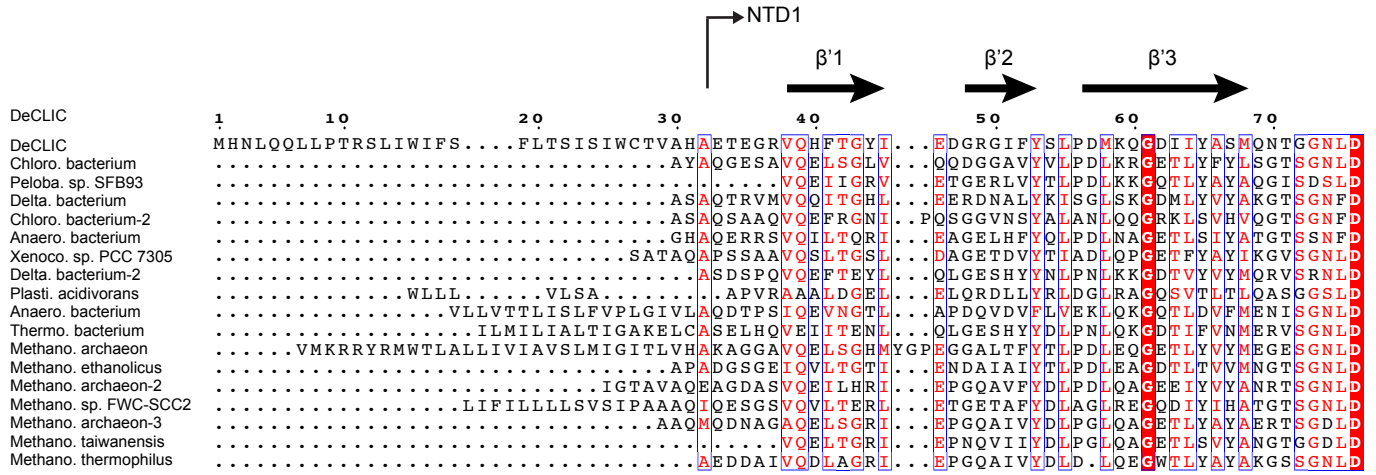 NTD1
β'1 β'2 β'3
DeCLIC 1 10 20 30 40 50 60 70
DeCLIC MHNLQQLLPTRSLIWIFS....FLTSISIWCTVAHAETEGRVQHFTGYI...EDGRGIFYSLPDMKQGDIIYASMQNTGGNLD
Chloro. bacterium .................................AYAQGESAVQELSGLV...QQDGGAVYVLPDLKRGETLYFYLSGTSGNLD
Peloba. sp SFB93 .........................................VQEIIGRV...ETGERLVYTLPDLKKGQTLYAYAQGISDSLD
Delta. bacterium .................................ASAQTRVMVQQITGHL...EERDNALYKISGLSKGDMLYVYAKGTSGNFD
Chloro. bacterium-2 .................................ASAQSAAVQEFRGNI..PQSGGVNSYALANLQQGRKLSVHVQGTSGNFD
Anaero. bacterium .................................GHAQERRSVQILTQRI...EAGELHFYQLPDLNAGETLSIYATGTSSNFD
Xenoco. sp. PCC 7305 ..............................SATAQAPSSAAVQSLTGSL...DAGETDVYTIADLQPGETFYAYIKGVSGNLD
Delta. bacterium-2 ...................................ASDSPQVQEFTEYL...QLGESHYYNLPNLKKGDTVYVYMQRVSRNLD
Plasti. acidivorans ..............WLLL......VLSA.........APVRAAALDGEL...ELQRDLLYRLDGLRAGQSVTLTLQASGGSLD
Anaero. bacterium .................VLLVTTLISLFVPLGIVLAQDTPSIQEVNGTL...APDQVDVFLVEKLQKGQTLDVFMENISGNLD
Thermo. bacterium ...................ILMILIALTIGAKELCASELHQVEIITENL...QLGESHYYDLPNLQKGDTIFVNMERVSGNLD
Methano. archaeon ......VMKRRYRMWTLALLIVIAVSLMIGITLVHAKAGGAVQELSGHMYGPEGGALTFYTLPDLEQGETLYVYMEGESGNLD
Methano. ethanolicus .................................APADGSGEIQVLTGTI...ENDAIAIYTLPDLEAGDTLTVVMNGTSGNLD
Methano. archaeon-2 ............................IGTAVAQEAGDASVQEILHRI...EPGQAVFYDLPDLQAGEEIYVYANRTSGNLD
Methano. sp. FWC-SCC2 ..................LIFILLLLSVSIPAAAQIQESGSVQVLTERL...ETGETAFYDLAGLREGQDIYIHATGTSGNLD
Methano. archaeon-3 ................................AAQMQDNAGAQELSGRI...EPGQAIVYDLPGLQAGETLYAYAERTSGDLD
Methano. taiwanensis .........................................VQELTGRI...EPNQVIIYDLPGLQAGETLSVYANGTGGDLD
Methano. thermophilus ...................................AEDDAIVQDLAGRI...EPGQAIVYDLD.LQEGWTLYAYAKGSSGNLD